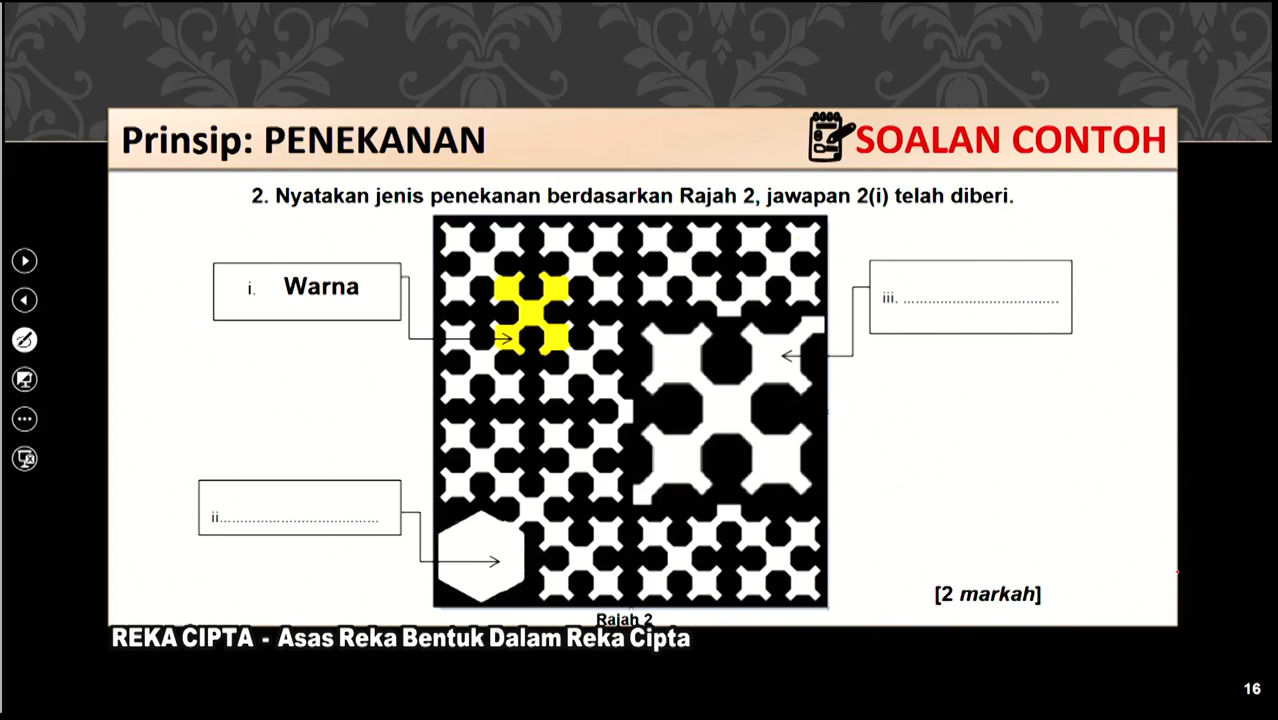 Prinsip: PENEKANAN
SOALAN CONTOH
2. Nyatakan jenis penekanan berdasarkan Rajah 2, jawapan 2(i) telah diberi.
i. Warna
iii. .....................................
ii......................................
[2 markah]
Rajah 2
REKA CIPTA - Asas Reka Bentuk Dalam Reka Cipta
16